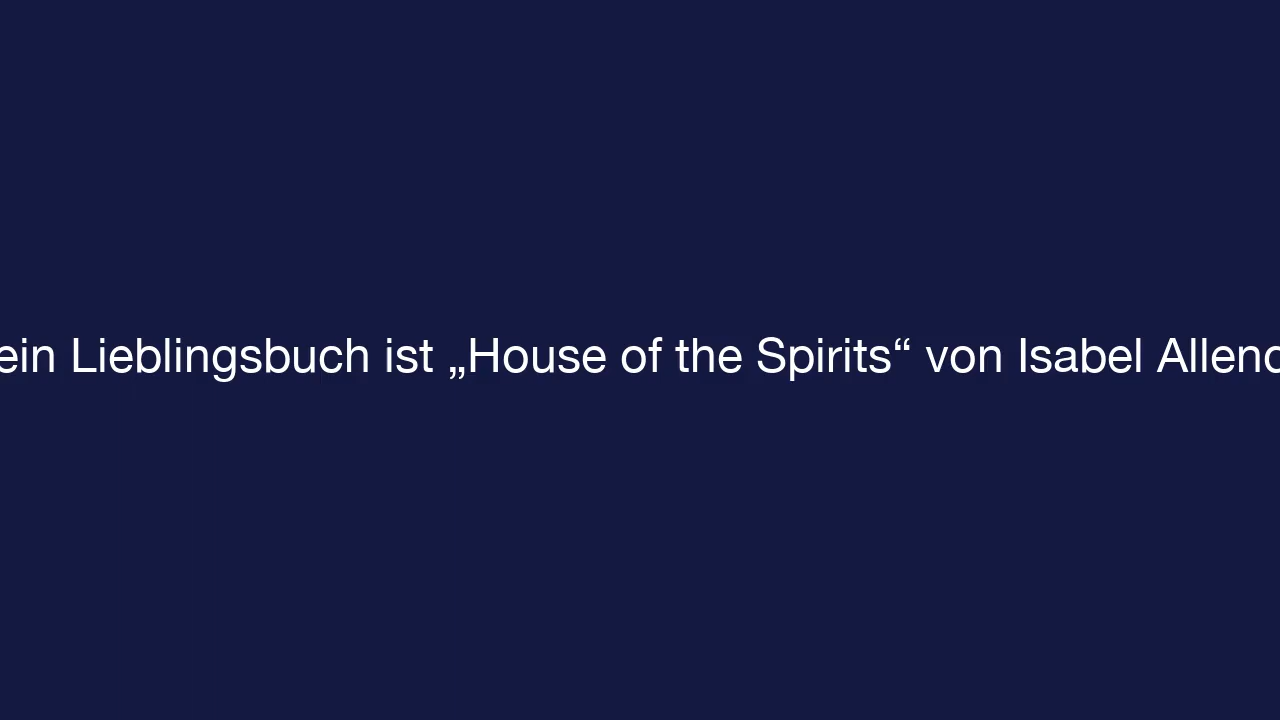 ein Lieblingsbuch ist „House of the Spirits“ von Isabel Allend